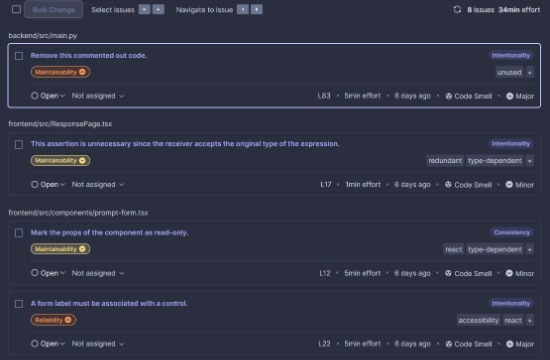 Bulk Change Select issues Navigate to issue 8 issues 34min effort
backend/src/main.py
Remove this commented out code. Intentionality
Maintainability unused +
Open Not assigned L83 • 5min effort • 6 days ago • Code Smell • Major
frontend/src/ResponsePage.tsx
This assertion is unnecessary since the receiver accepts the original type of the expression. Intentionality
Maintainability redundant type-dependent +
Open Not assigned L17 • 1min effort • 6 days ago • Code Smell • Minor
frontend/src/components/prompt-form.tsx
Mark the props of the component as read-only. Consistency
Maintainability react type-dependent +
Open Not assigned L12 • 5min effort • 6 days ago • Code Smell • Minor
A form label must be associated with a control. Intentionality
Reliability accessibility react +
Open Not assigned L22 • 5min effort • 6 days ago • Code Smell • Major